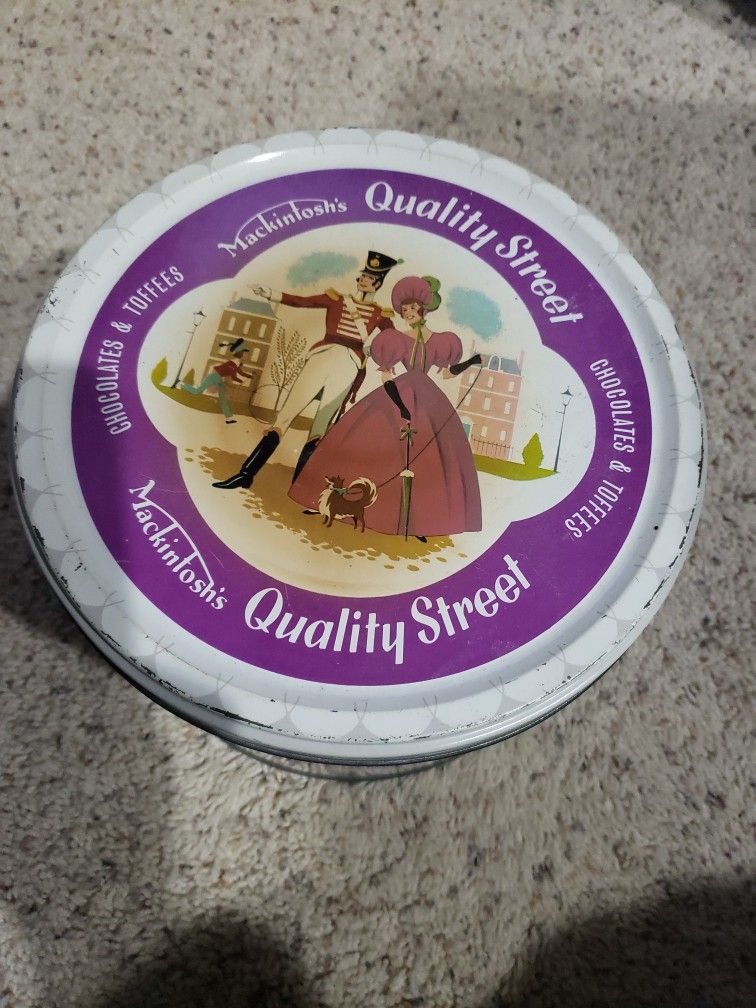 Mackintosh's Quality Street
CHOCOLATES & TOFFEES
CHOCOLATES & TOFFEES
Mackintosh's Quality Street